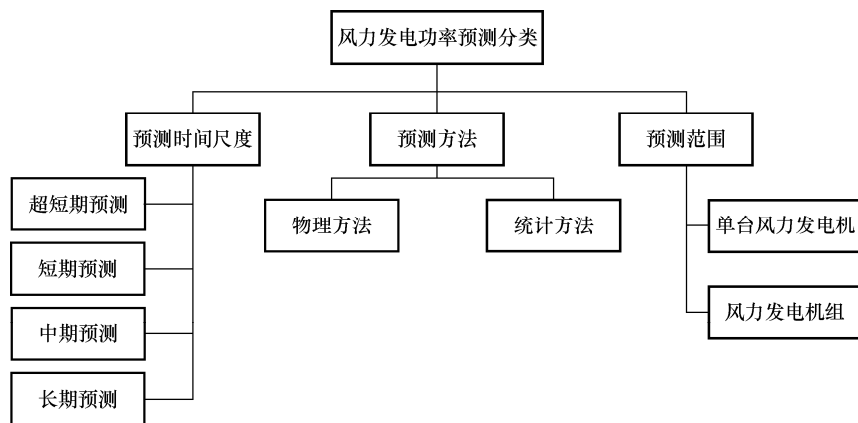 风力发电功率预测分类
预测时间尺度
预测方法
预测范围
超短期预测
短期预测
中期预测
长期预测
物理方法
统计方法
单台风力发电机
风力发电机组